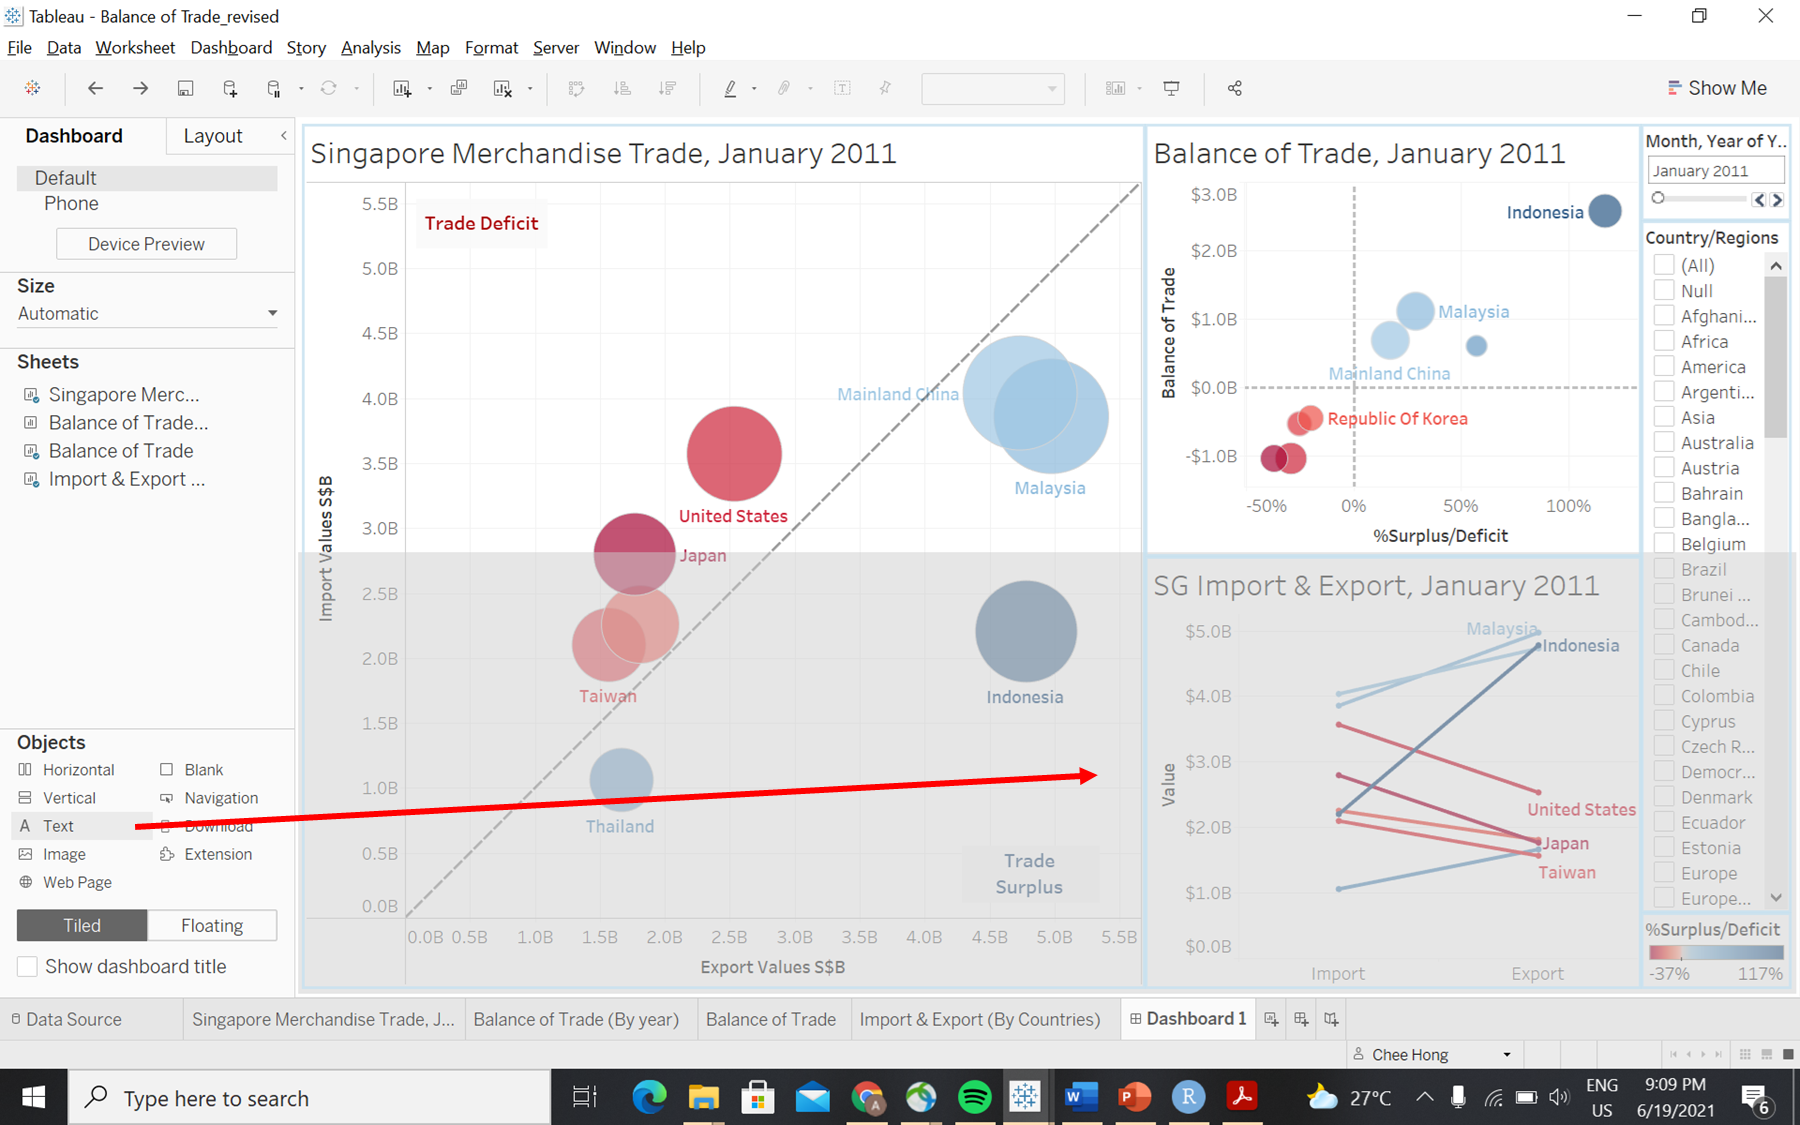 Tableau - Balance of Trade_revised
File Data Worksheet Dashboard Story Analysis Map Format Server Window Help
Show Me
Dashboard
Layout
Default
Phone
Device Preview
Size
Automatic
Sheets
Singapore Merc...
Balance of Trade...
Balance of Trade
Import & Export ...
Objects
Horizontal
Blank
Vertical
Navigation
A Text
Download
Image
Extension
Web Page
Tiled
Floating
Show dashboard title
Singapore Merchandise Trade, January 2011
5.5B
5.0B
4.5B
4.0B
3.5B
3.0B
2.5B
2.0B
1.5B
1.0B
0.5B
0.0B
Import Values S$B
Trade Deficit
Mainland China
Malaysia
United States
Japan
Taiwan
Indonesia
Thailand
Trade
Surplus
0.0B 0.5B 1.0B 1.5B 2.0B 2.5B 3.0B 3.5B 4.0B 4.5B 5.0B 5.5B
Export Values S$B
Balance of Trade, January 2011
$3.0B
$2.0B
$1.0B
$0.0B
-$1.0B
Balance of Trade
Indonesia
Malaysia
Mainland China
Republic Of Korea
-50% 0% 50% 100%
%Surplus/Deficit
SG Import & Export, January 2011
$5.0B
$4.0B
$3.0B
$2.0B
$1.0B
$0.0B
Value
Malaysia
Indonesia
United States
Japan
Taiwan
Import Export
Month, Year of Y..
January 2011
Country/Regions
(All)
Null
Afghani...
Africa
America
Argenti...
Asia
Australia
Austria
Bahrain
Bangla...
Belgium
Brazil
Brunei ...
Cambod...
Canada
Chile
Colombia
Cyprus
Czech R...
Democr...
Denmark
Ecuador
Estonia
Europe
Europe...
%Surplus/Deficit
-37% 117%
Data Source
Singapore Merchandise Trade, J...
Balance of Trade (By year)
Balance of Trade
Import & Export (By Countries)
Dashboard 1
Chee Hong
Type here to search
A
W
P
R
27°C
ENG
US
9:09 PM
6/19/2021
6